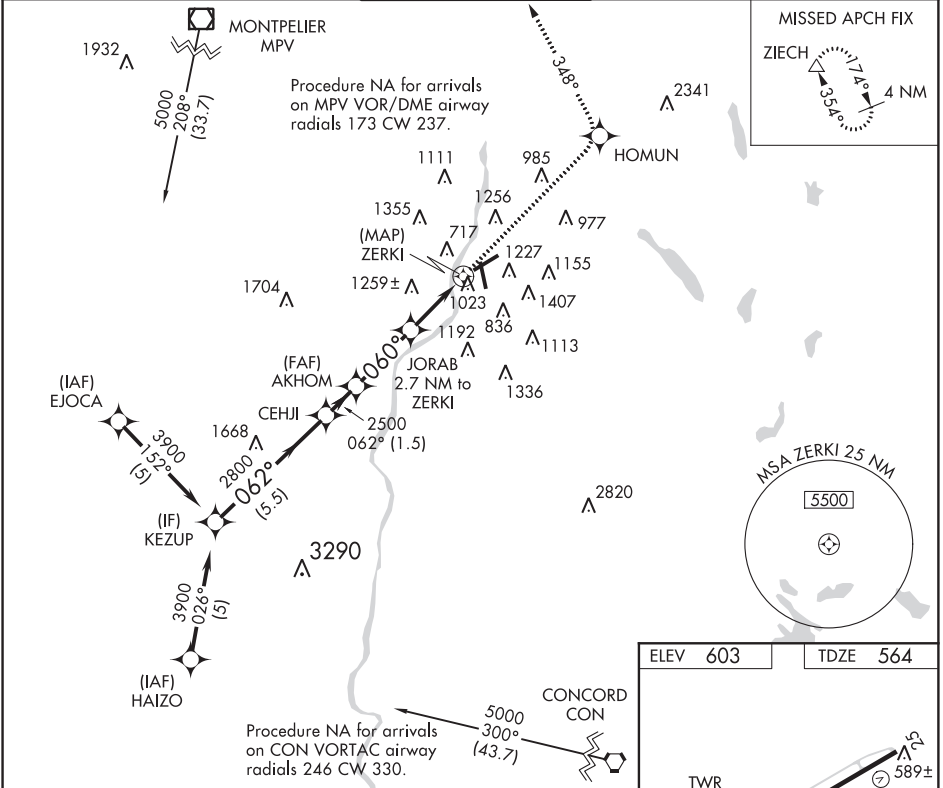 MONTPELIER
MPV
1932
5000
208°
(33.7)
Procedure NA for arrivals
on MPV VOR/DME airway
radials 173 CW 237.
348°
2341
HOMUN
MISSED APCH FIX
ZIECH
174°
354°
4 NM
1111
985
1355
1256
977
(MAP)
ZERKI
717
1227
1155
1704
1259±
1023
1407
836
1192
1113
1336
060°
JORAB
2.7 NM to
ZERKI
(FAF)
AKHOM
CEHJI
2500
062° (1.5)
(IAF)
EJOCA
3900
152°
(5)
1668
2800
062°
(5.5)
(IF)
KEZUP
2820
3290
3900
026°
(5)
(IAF)
HAIZO
MSA ZERKI 25 NM
5500
CONCORD
CON
5000
300°
(43.7)
Procedure NA for arrivals
on CON VORTAC airway
radials 246 CW 330.
ELEV 603
TDZE 564
TWR
25
589±